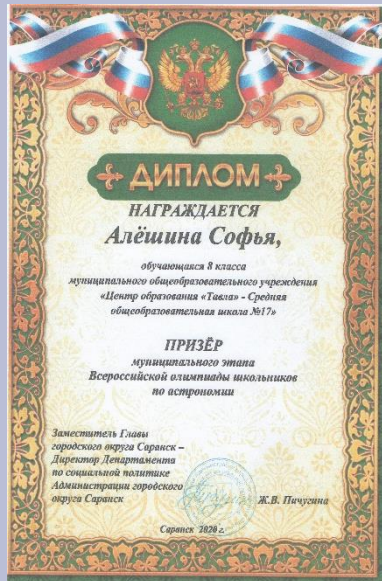 ДИПЛОМ
НАГРАЖДАЕТСЯ
Алёшина Софья,
обучающаяся 8 класса
муниципального общеобразовательного учреждения
«Центр образования «Тавла» - Средняя
общеобразовательная школа №17»
ПРИЗЁР
муниципального этапа
Всероссийской олимпиады школьников
по астрономии
Заместитель Главы
городского округа Саранск –
Директор Департамента
по социальной политике
Администрации городского
округа Саранск
Ж.В. Пичугина
Саранск 2020 г.